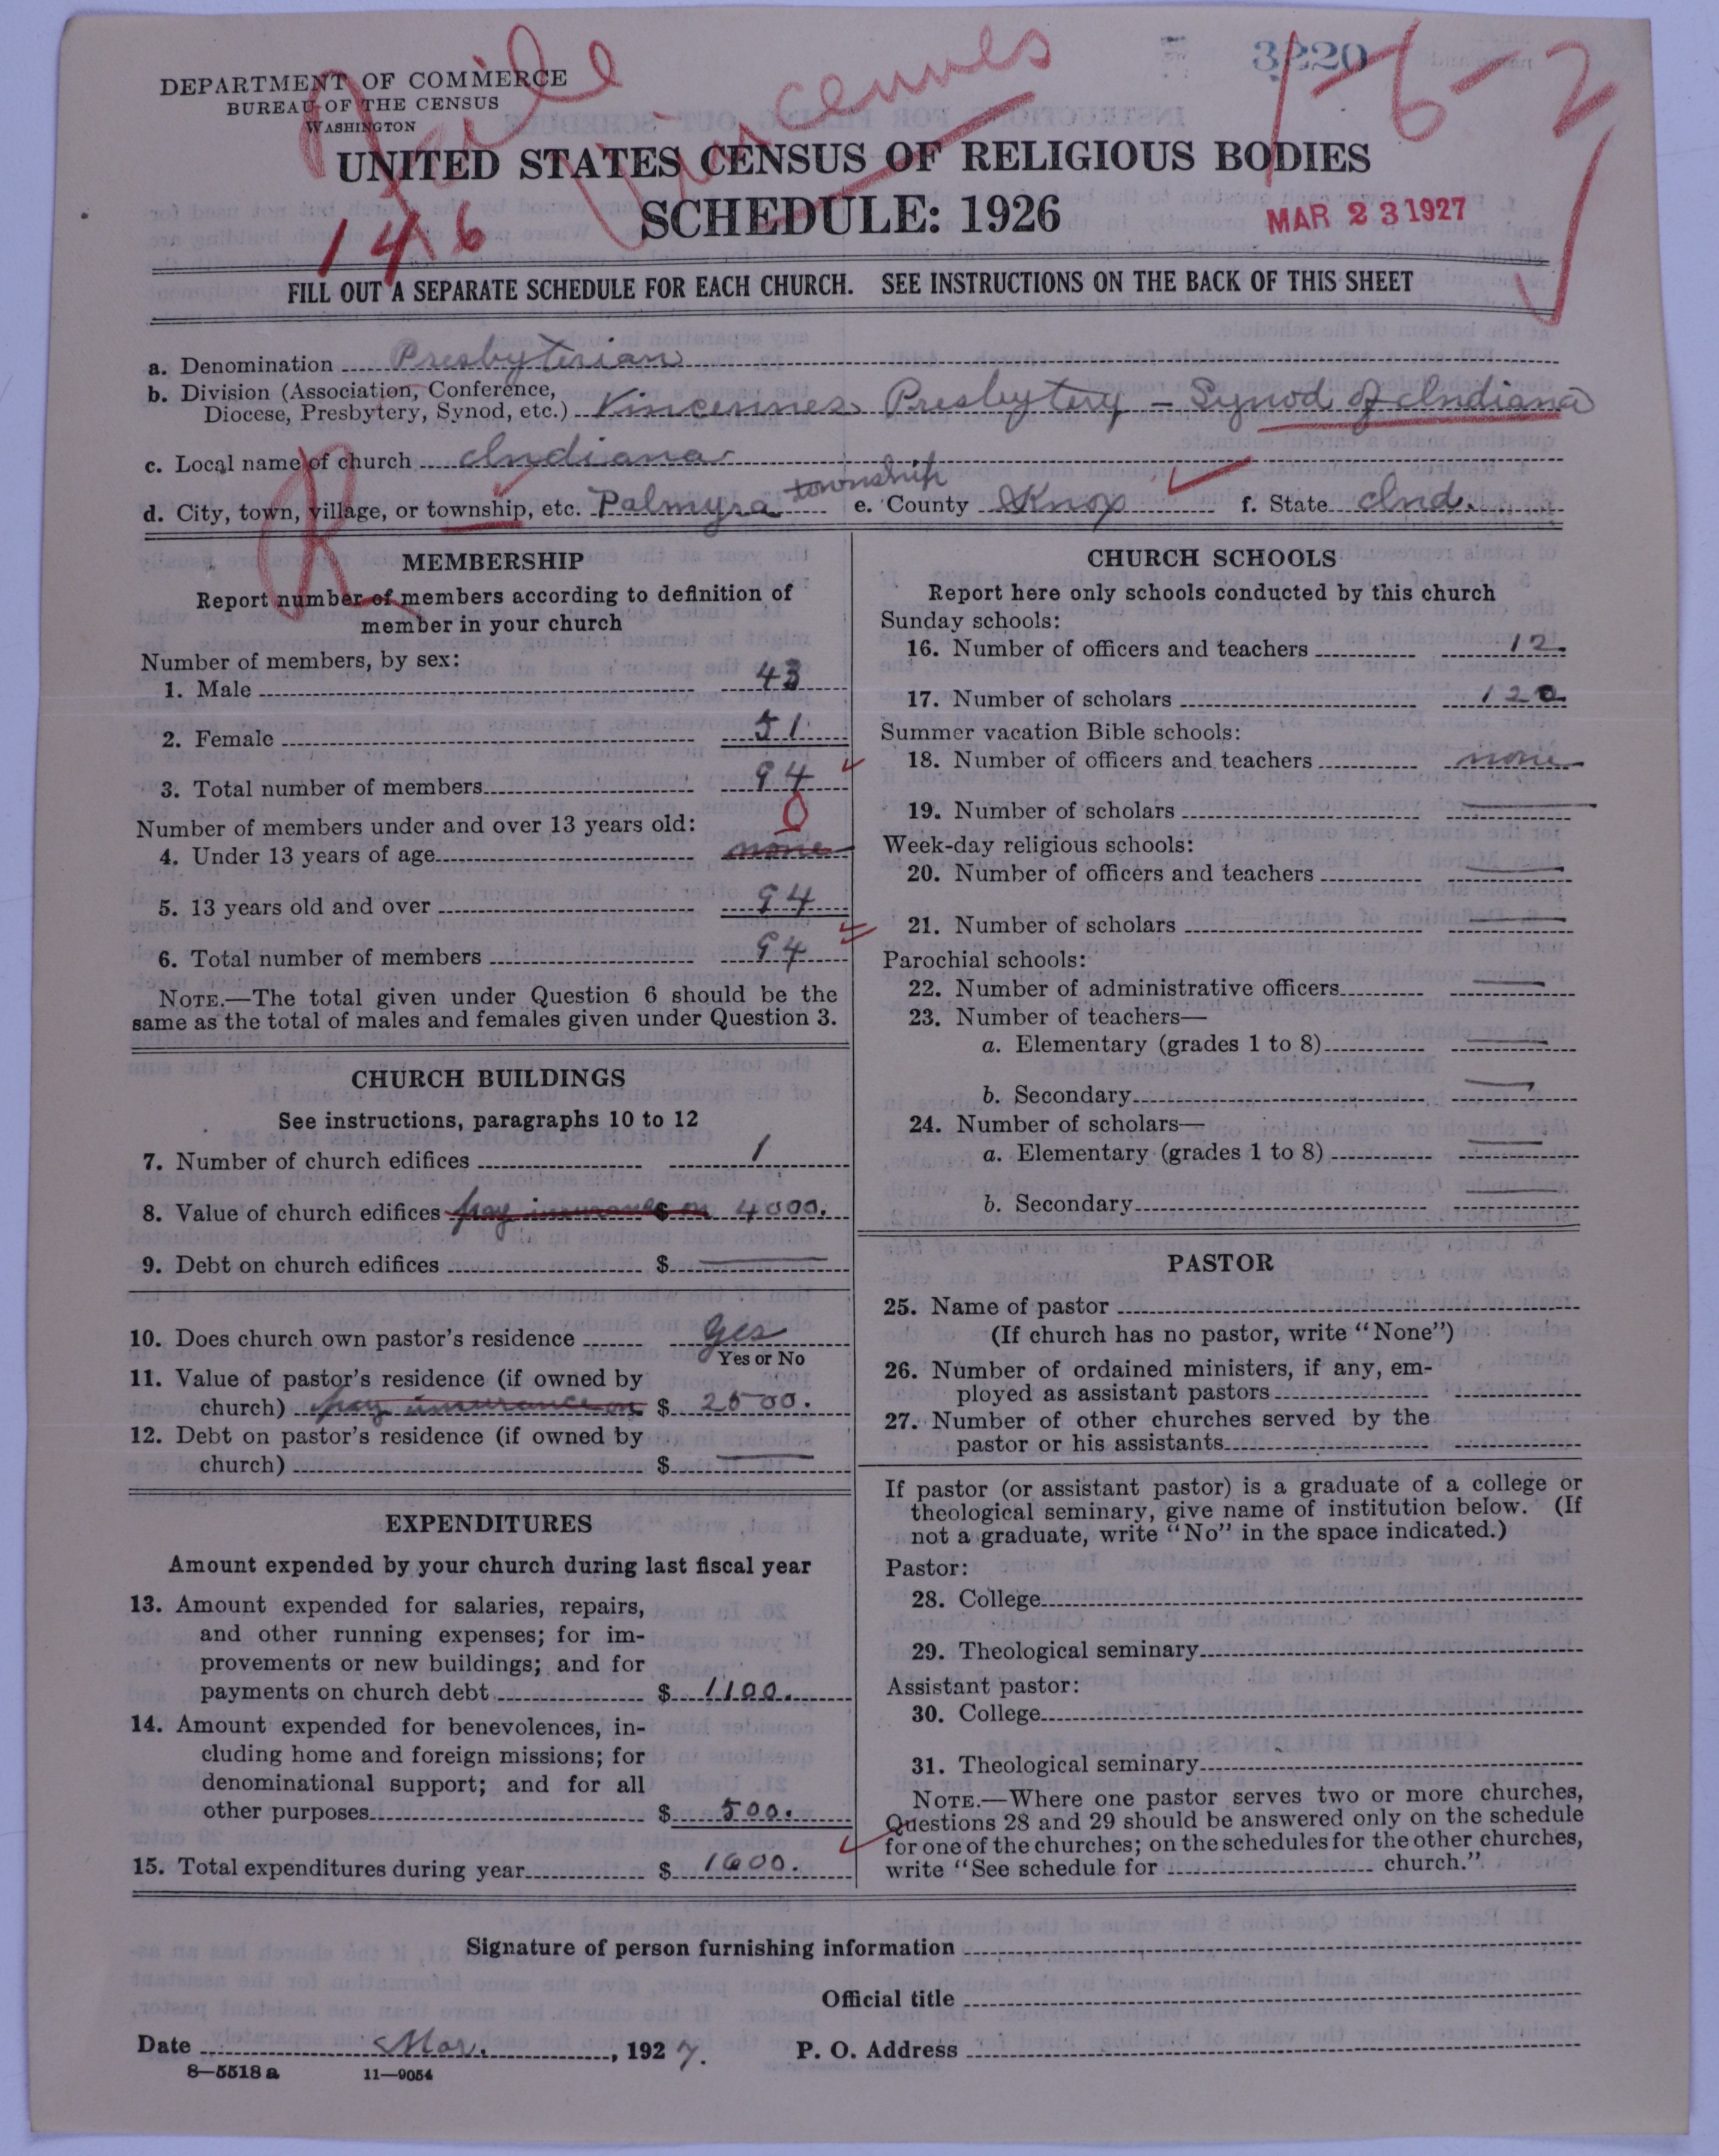 3220
1-6-2
Vincennes
DEPARTMENT OF COMMERCE
BUREAU OF THE CENSUS
WASHINGTON
UNITED STATES CENSUS OF RELIGIOUS BODIES
SCHEDULE: 1926
146
MAR 23 1927
FILL OUT A SEPARATE SCHEDULE FOR EACH CHURCH. SEE INSTRUCTIONS ON THE BACK OF THIS SHEET
a. Denomination Presbyterian
b. Division (Association, Conference,
Diocese, Presbytery, Synod, etc.) Vincennes Presbytery – Synod of Indiana
c. Local name of church Indiana
d. City, town, village, or township, etc. Palmyra township e. County Knox f. State Ind.
R
MEMBERSHIP
Report number of members according to definition of
member in your church
Number of members, by sex:
1. Male 43
2. Female 51
3. Total number of members 94
Number of members under and over 13 years old: 0
4. Under 13 years of age none
5. 13 years old and over 94
6. Total number of members 94
NOTE.—The total given under Question 6 should be the
same as the total of males and females given under Question 3.
CHURCH BUILDINGS
See instructions, paragraphs 10 to 12
7. Number of church edifices 1
8. Value of church edifices pay insurance on $ 4000.
9. Debt on church edifices $
10. Does church own pastor's residence Yes
Yes or No
11. Value of pastor's residence (if owned by
church) pay insurance on $ 2500.
12. Debt on pastor's residence (if owned by
church) $
EXPENDITURES
Amount expended by your church during last fiscal year
13. Amount expended for salaries, repairs,
and other running expenses; for im-
provements or new buildings; and for
payments on church debt $ 1100.
14. Amount expended for benevolences, in-
cluding home and foreign missions; for
denominational support; and for all
other purposes $ 500.
15. Total expenditures during year $ 1600.
CHURCH SCHOOLS
Report here only schools conducted by this church
Sunday schools:
16. Number of officers and teachers 12.
17. Number of scholars 120
Summer vacation Bible schools:
18. Number of officers and teachers none
19. Number of scholars
Week-day religious schools:
20. Number of officers and teachers
21. Number of scholars
Parochial schools:
22. Number of administrative officers
23. Number of teachers—
a. Elementary (grades 1 to 8)
b. Secondary
24. Number of scholars—
a. Elementary (grades 1 to 8)
b. Secondary
PASTOR
25. Name of pastor
(If church has no pastor, write "None")
26. Number of ordained ministers, if any, em-
ployed as assistant pastors
27. Number of other churches served by the
pastor or his assistants
If pastor (or assistant pastor) is a graduate of a college or
theological seminary, give name of institution below. (If
not a graduate, write "No" in the space indicated.)
Pastor:
28. College
29. Theological seminary
Assistant pastor:
30. College
31. Theological seminary
NOTE.—Where one pastor serves two or more churches,
Questions 28 and 29 should be answered only on the schedule
for one of the churches; on the schedules for the other churches,
write "See schedule for church."
Signature of person furnishing information
Official title
Date Mar. , 1927. P. O. Address
8—5518 a 11—9054